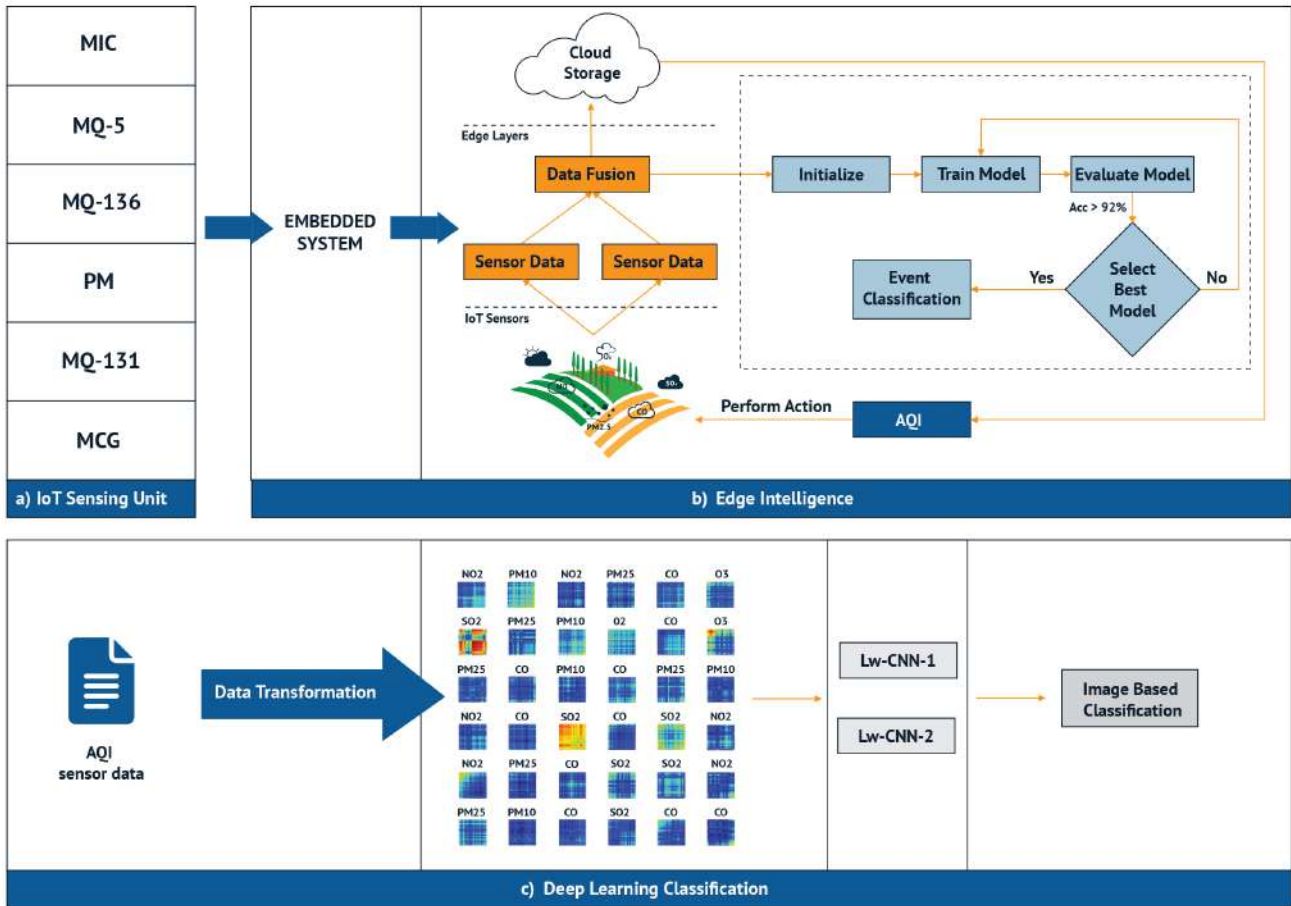 MIC
MQ-5
MQ-136
PM
MQ-131
MCG
a) IoT Sensing Unit
EMBEDDED
SYSTEM
Cloud
Storage
Edge Layers
Data Fusion
Sensor Data
Sensor Data
IoT Sensors
SO₂
CO
PM2.5
Initialize
Train Model
Evaluate Model
Acc > 92%
Select
Best
Model
Yes
No
Event
Classification
Perform Action
AQI
b) Edge Intelligence
AQI
sensor data
Data Transformation
NO2 PM10 NO2 PM25 CO O3
SO2 PM25 PM10 O2 CO O3
PM25 CO PM10 CO PM25 PM10
NO2 CO SO2 CO SO2 NO2
NO2 PM25 CO SO2 SO2 NO2
PM25 PM10 CO SO2 CO CO
Lw-CNN-1
Lw-CNN-2
Image Based
Classification
c) Deep Learning Classification